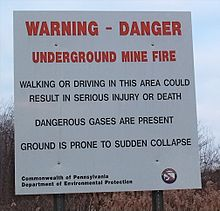 WARNING - DANGER
UNDERGROUND MINE FIRE
WALKING OR DRIVING IN THIS AREA COULD
RESULT IN SERIOUS INJURY OR DEATH
DANGEROUS GASES ARE PRESENT
GROUND IS PRONE TO SUDDEN COLLAPSE
Commonwealth of Pennsylvania
Department of Environmental Protection